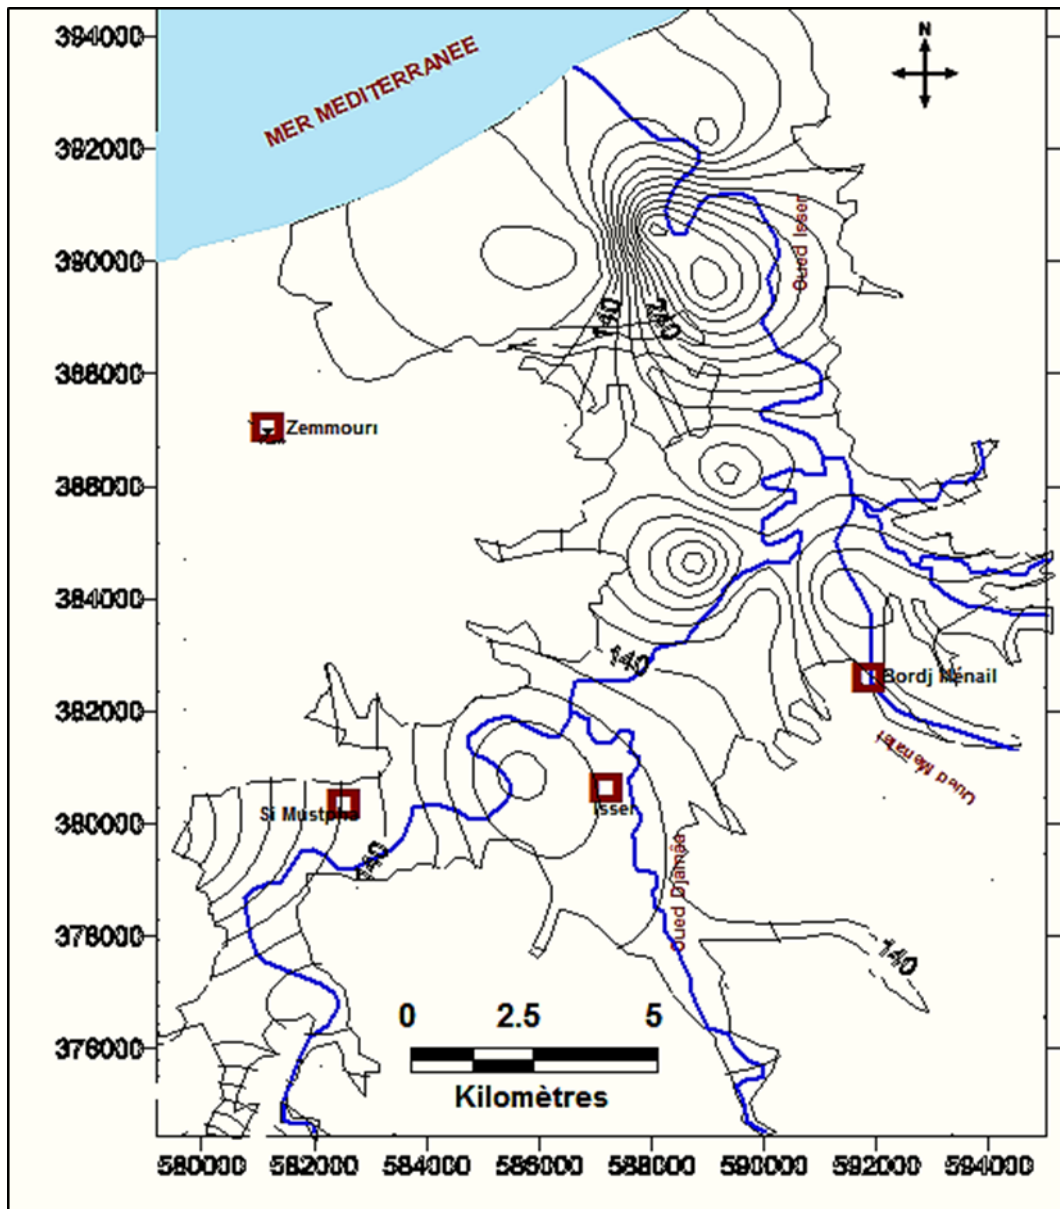 394000
N
MER MEDITERRANEE
392000
Oued Isser
390000
140
240
388000
Zemmouri
386000
384000
140
Bordj Ménail
382000
Oued Menaiel
Si Mustpha
Isser
380000
140
Oued Djemâa
378000
140
0 2.5 5
376000
Kilomètres
580000 582000 584000 586000 588000 590000 592000 594000